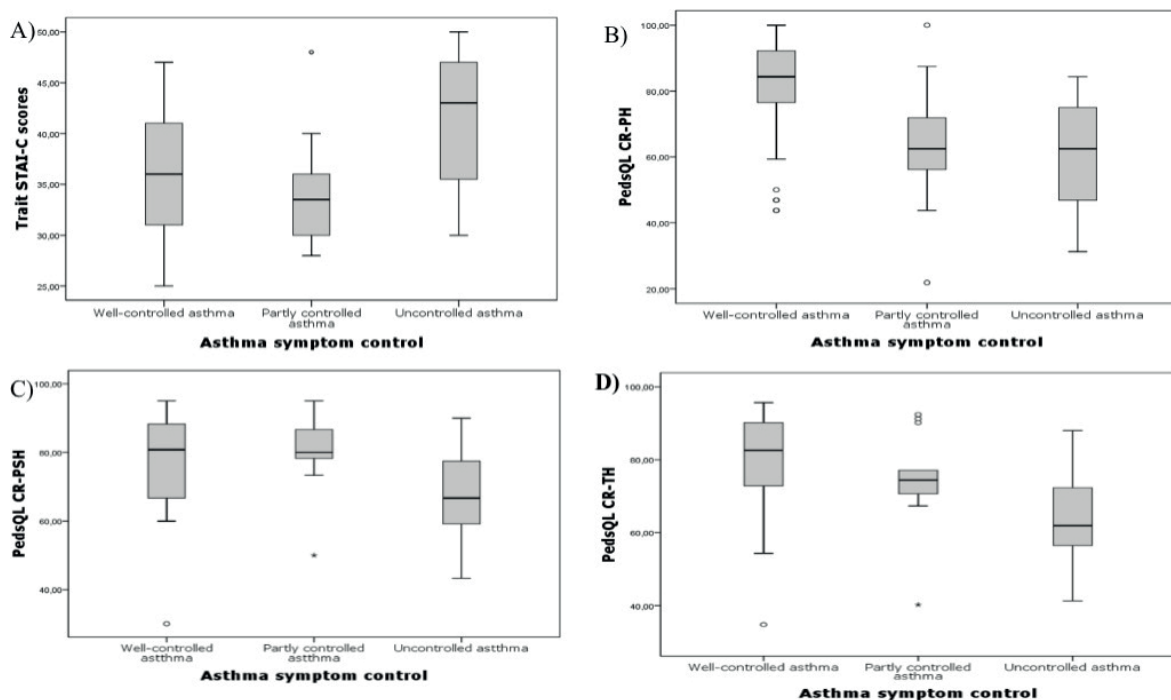 A)
Trait STAI-C scores
50,00
45,00
40,00
35,00
30,00
25,00
Well-controlled asthma
Partly controlled
asthma
Uncontrolled asthma
Asthma symptom control
B)
PedsQL CR-PH
100,00
80,00
60,00
40,00
20,00
Well-controlled asthma
Partly controlled
asthma
Uncontrolled asthma
Asthma symptom control
C)
PedsQL CR-PSH
100,00
80,00
60,00
40,00
Well-controlled
astthma
Partly controlled
asthma
Uncontrolled asthma
Asthma symptom control
D)
PedsQL CR-TH
100,00
80,00
60,00
40,00
Well-controlled asthma
Partly controlled
asthma
Uncontrolled asthma
Asthma symptom control